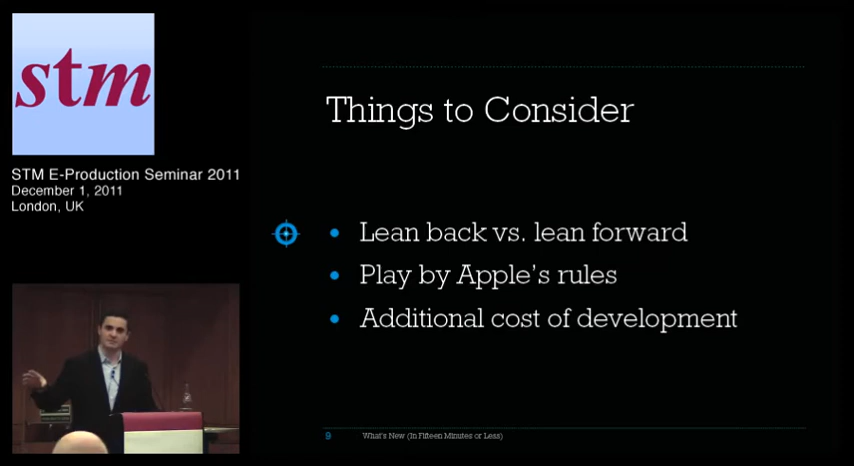 stm
STM E-Production Seminar 2011
December 1, 2011
London, UK
Things to Consider
• Lean back vs. lean forward
• Play by Apple's rules
• Additional cost of development
9 What's New (In Fifteen Minutes or Less)